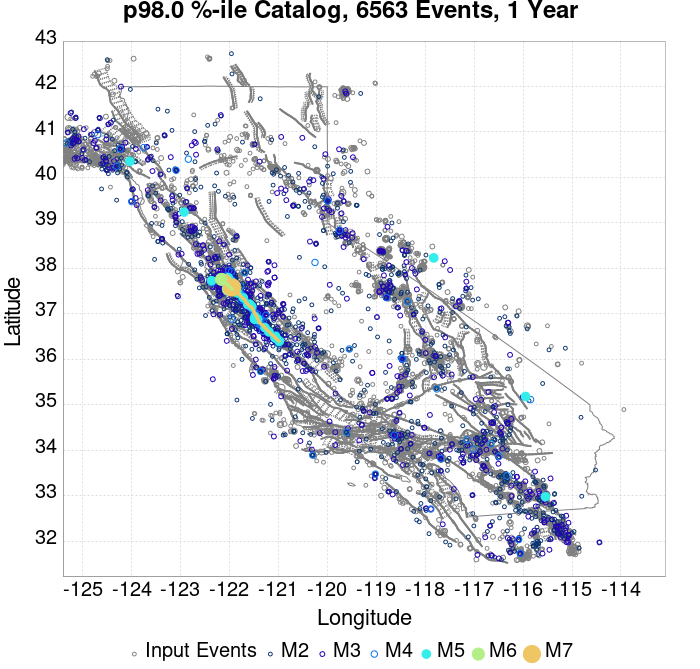 p98.0 %-ile Catalog, 6563 Events, 1 Year
43
42
41
40
39
38
37
36
35
34
33
32
Latitude
-125 -124 -123 -122 -121 -120 -119 -118 -117 -116 -115 -114
Longitude
Input Events M2 M3 M4 M5 M6 M7